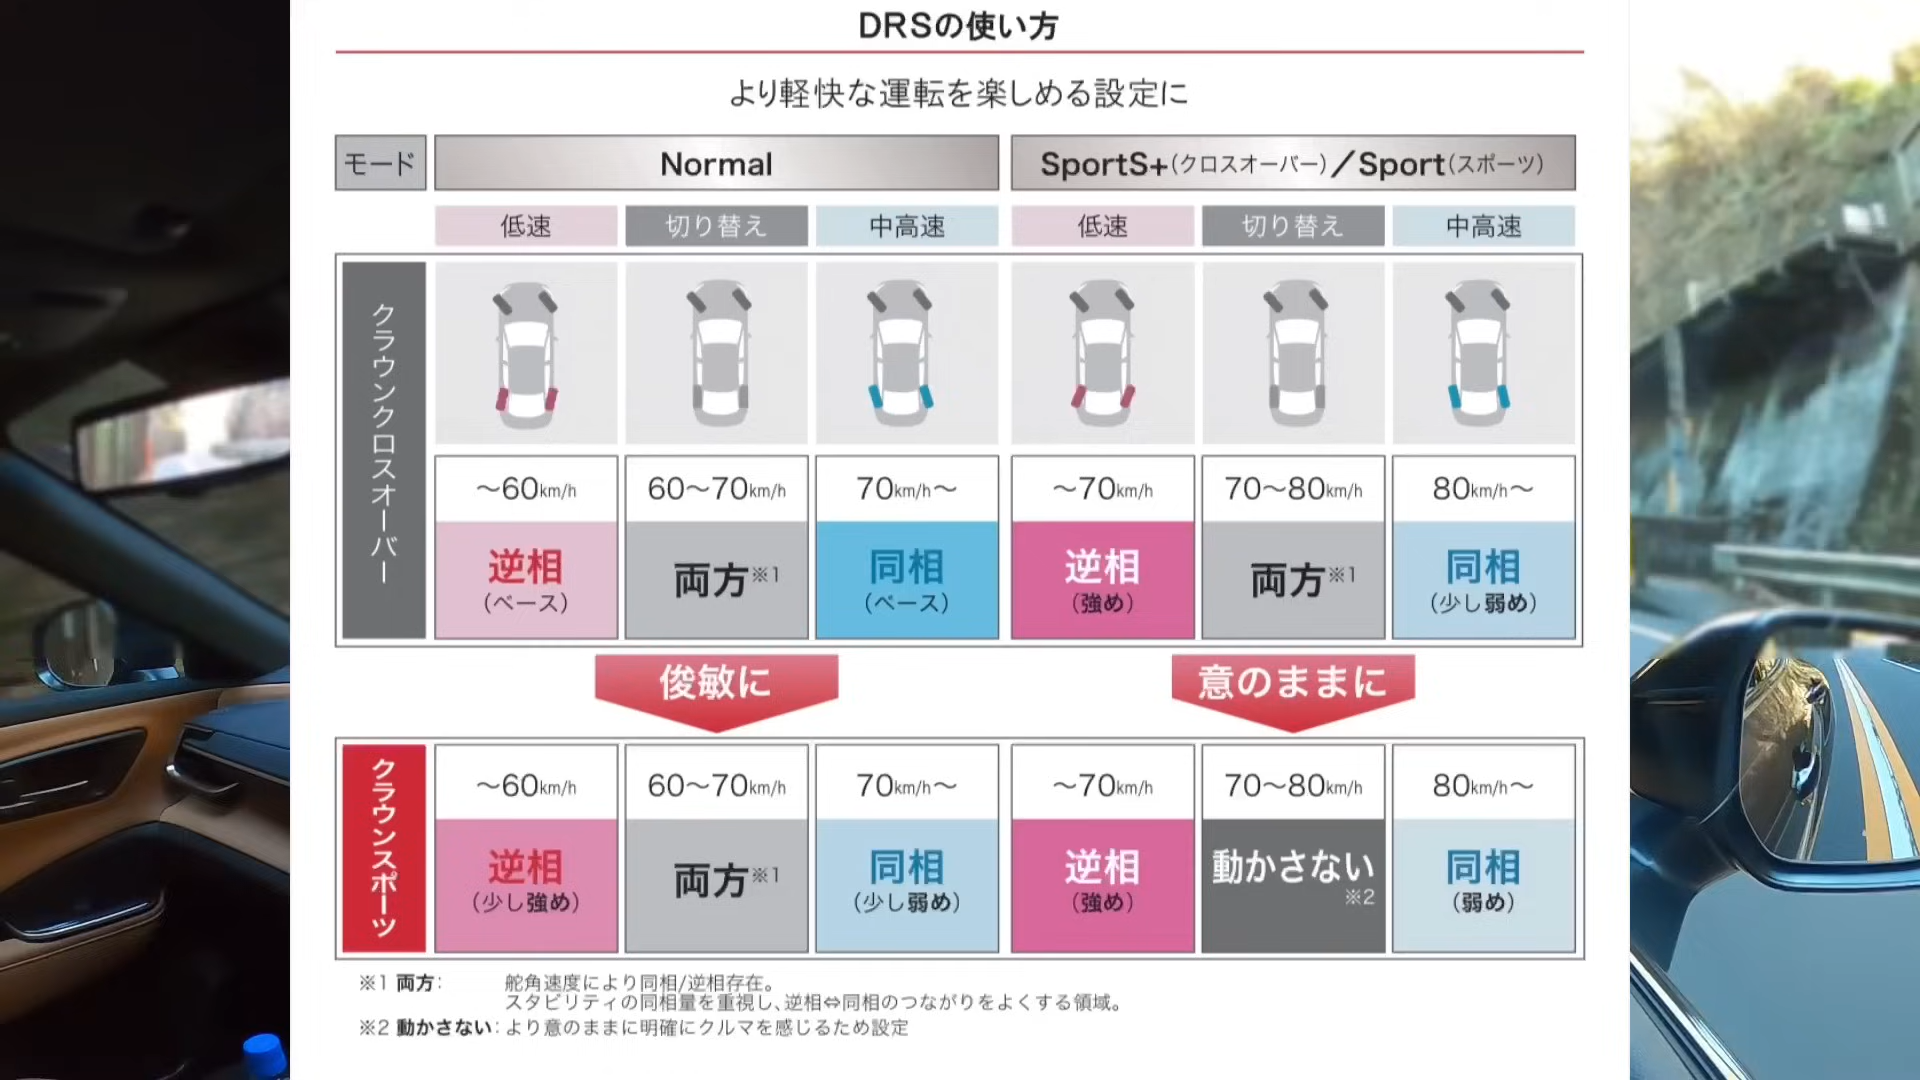 DRSの使い方
より軽快な運転を楽しめる設定に
モード
Normal
SportS+(クロスオーバー)/Sport(スポーツ)
低速
切り替え
中高速
低速
切り替え
中高速
クラウンクロスオーバー
～60km/h
60～70km/h
70km/h～
～70km/h
70～80km/h
80km/h～
逆相
(ベース)
両方※1
同相
(ベース)
逆相
(強め)
両方※1
同相
(少し弱め)
俊敏に
意のままに
クラウンスポーツ
～60km/h
60～70km/h
70km/h～
～70km/h
70～80km/h
80km/h～
逆相
(少し強め)
両方※1
同相
(少し弱め)
逆相
(強め)
動かさない
※2
同相
(弱め)
※1 両方: 舵角速度により同相/逆相存在。
スタビリティの同相量を重視し、逆相⇔同相のつながりをよくする領域。
※2 動かさない: より意のままに明確にクルマを感じるため設定